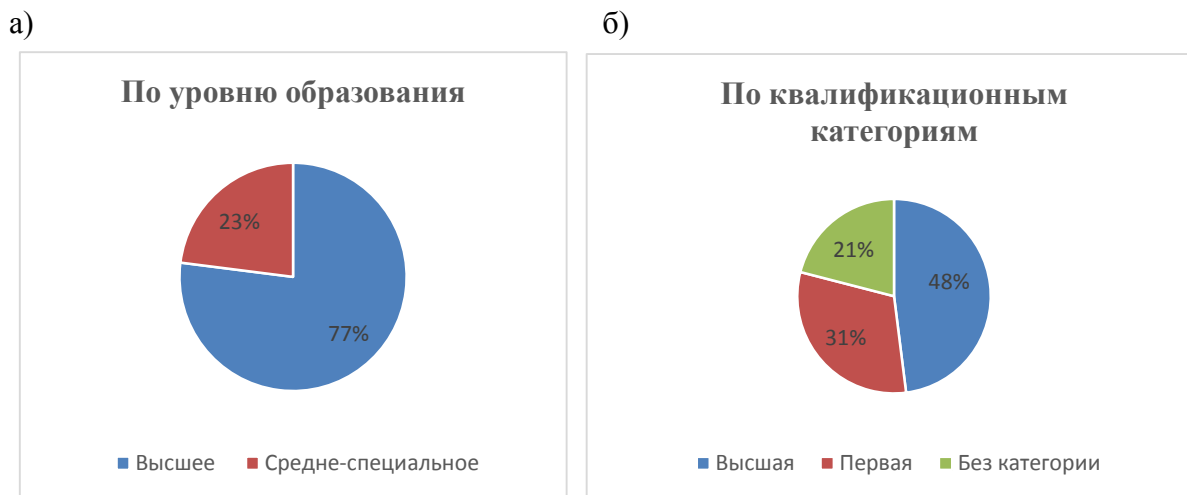 а)
По уровню образования
23%
77%
Высшее
Средне-специальное
б)
По квалификационным
категориям
21%
48%
31%
Высшая
Первая
Без категории